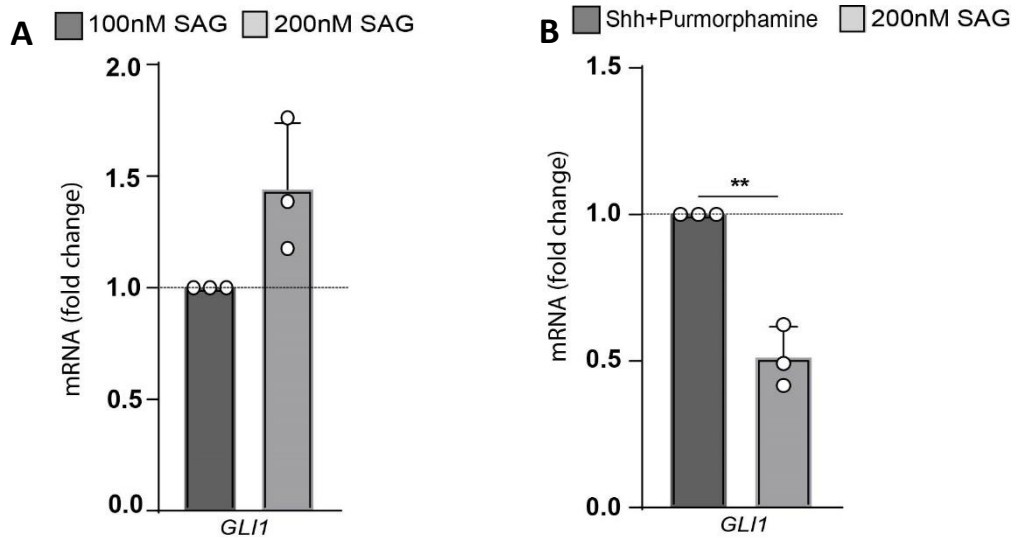 A
100nM SAG 200nM SAG
mRNA (fold change)
2.0
1.5
1.0
0.5
0.0
GLI1
B
Shh+Purmorphamine 200nM SAG
mRNA (fold change)
1.5
1.0
0.5
0.0
**
GLI1